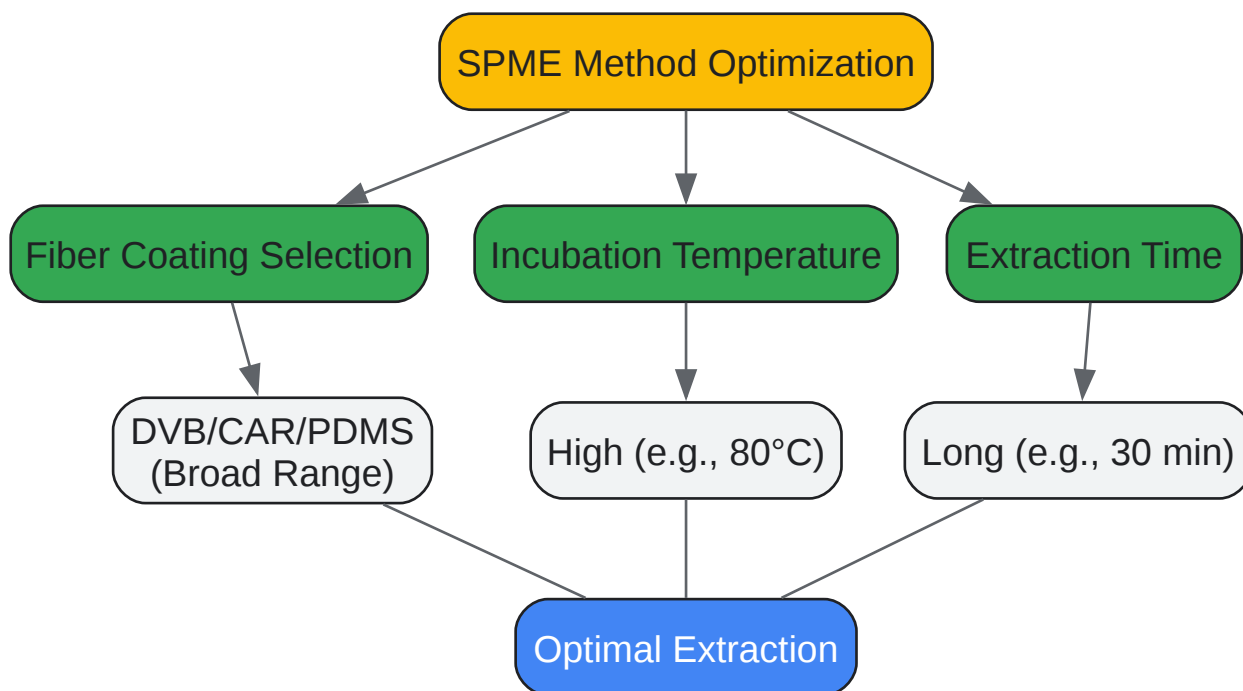 SPME Method Optimization
Fiber Coating Selection
Incubation Temperature
Extraction Time
DVB/CAR/PDMS
(Broad Range)
High (e.g., 80°C)
Long (e.g., 30 min)
Optimal Extraction